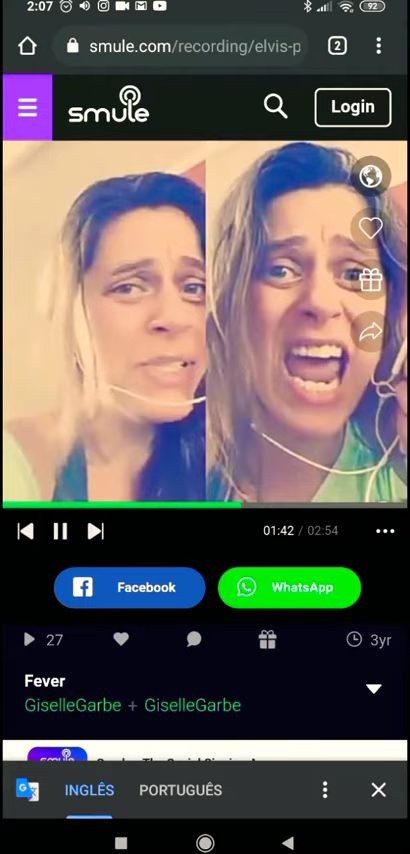 2:07
92
smule.com/recording/elvis-p
2
smule
Login
01:42 / 02:54
Facebook
WhatsApp
27
3yr
Fever
GiselleGarbe + GiselleGarbe
INGLÊS PORTUGUÊS